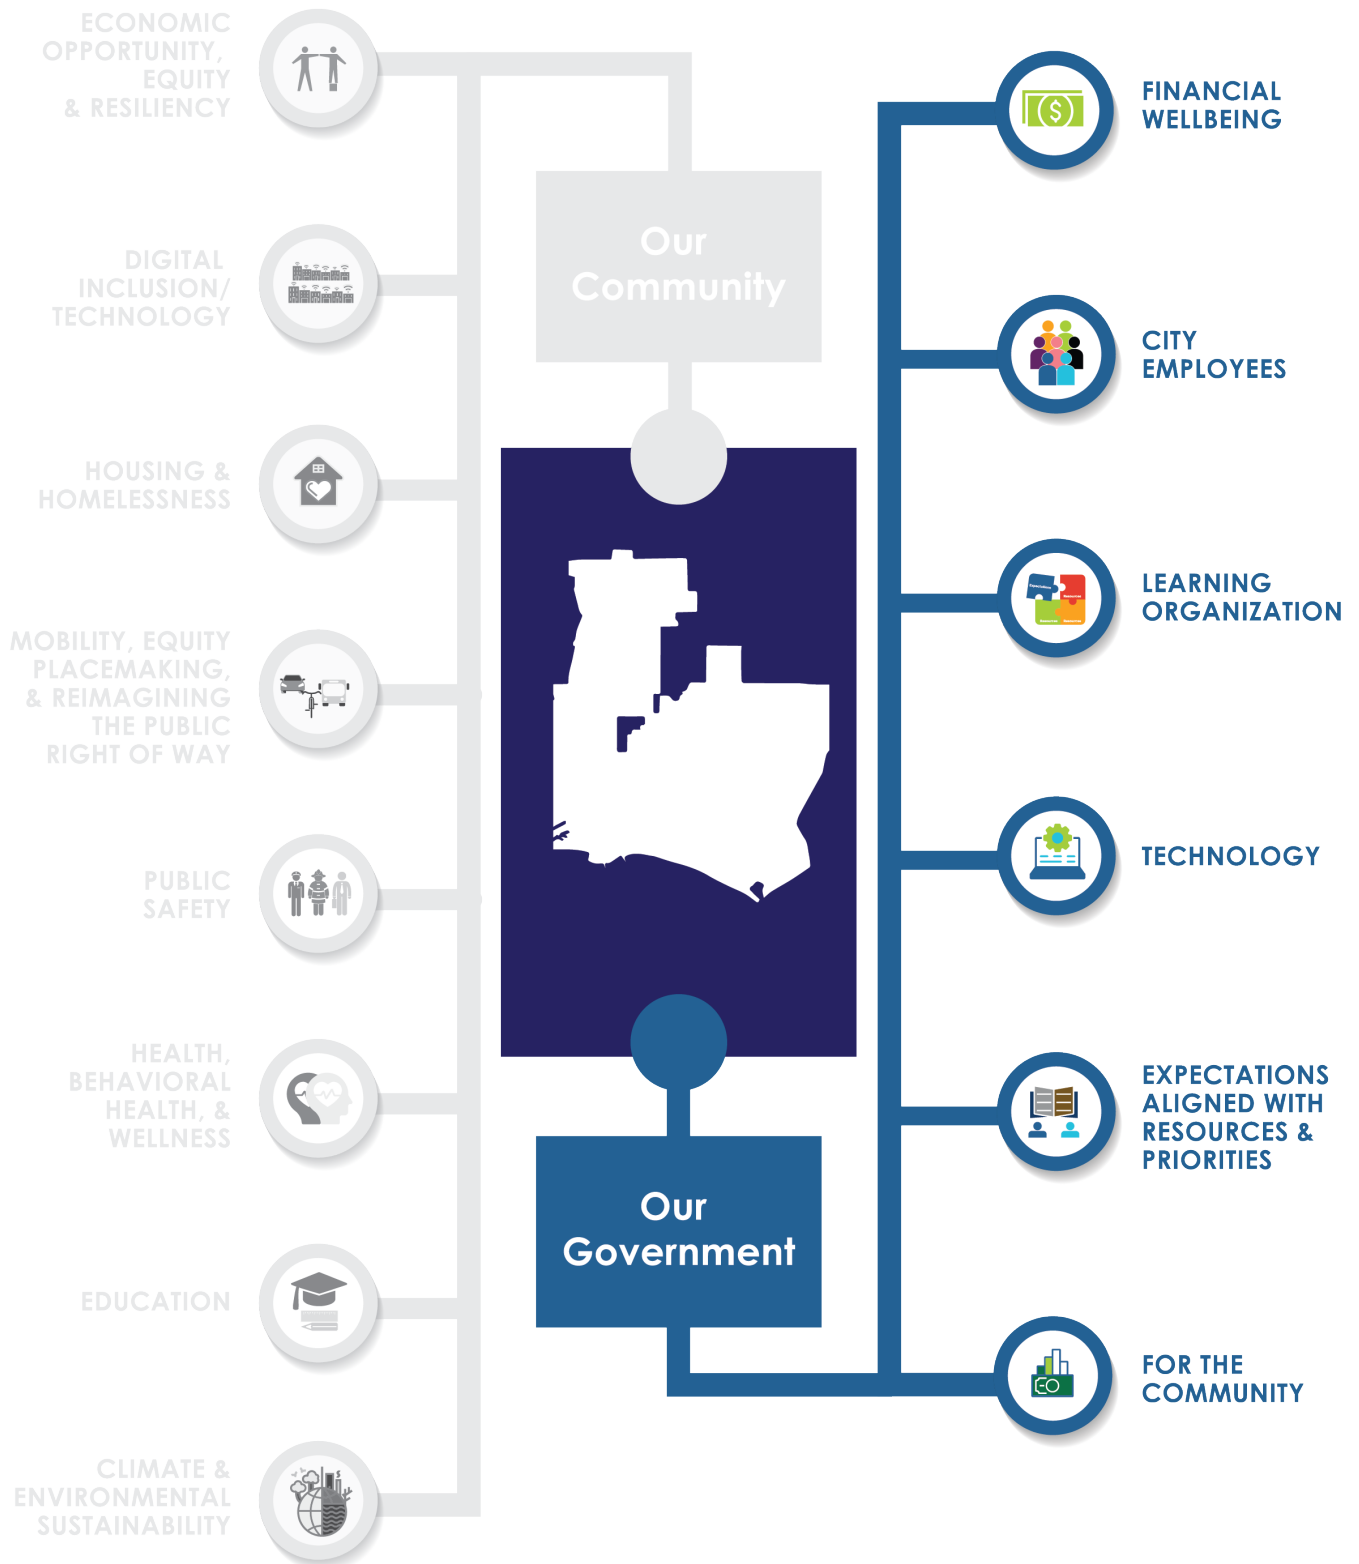 ECONOMIC
OPPORTUNITY,
EQUITY
& RESILIENCY
DIGITAL
INCLUSION/
TECHNOLOGY
HOUSING &
HOMELESSNESS
MOBILITY, EQUITY
PLACEMAKING,
& REIMAGINING
THE PUBLIC
RIGHT OF WAY
PUBLIC
SAFETY
HEALTH,
BEHAVIORAL
HEALTH, &
WELLNESS
EDUCATION
CLIMATE &
ENVIRONMENTAL
SUSTAINABILITY
Our
Community
Our
Government
$
FINANCIAL
WELLBEING
CITY
EMPLOYEES
LEARNING
ORGANIZATION
TECHNOLOGY
EXPECTATIONS
ALIGNED WITH
RESOURCES &
PRIORITIES
FOR THE
COMMUNITY